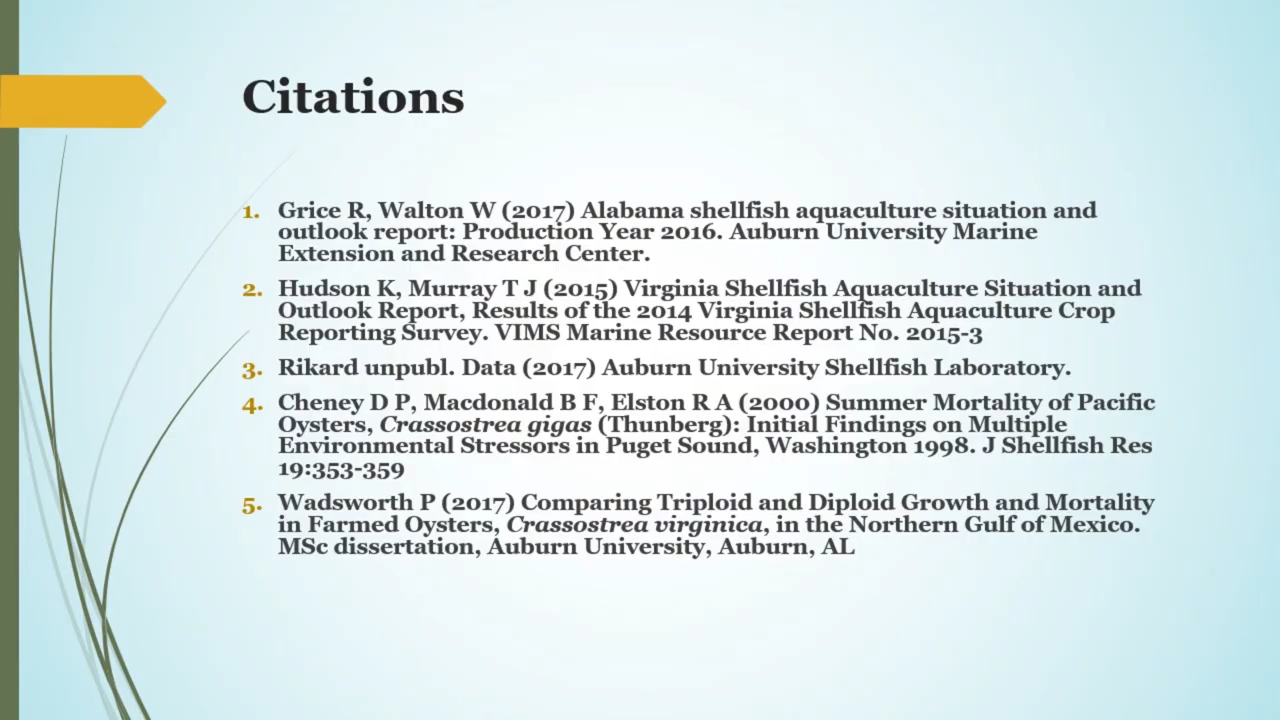 Citations
1. Grice R, Walton W (2017) Alabama shellfish aquaculture situation and
outlook report: Production Year 2016. Auburn University Marine
Extension and Research Center.
2. Hudson K, Murray T J (2015) Virginia Shellfish Aquaculture Situation and
Outlook Report, Results of the 2014 Virginia Shellfish Aquaculture Crop
Reporting Survey. VIMS Marine Resource Report No. 2015-3
3. Rikard unpubl. Data (2017) Auburn University Shellfish Laboratory.
4. Cheney D P, Macdonald B F, Elston R A (2000) Summer Mortality of Pacific
Oysters, Crassostrea gigas (Thunberg): Initial Findings on Multiple
Environmental Stressors in Puget Sound, Washington 1998. J Shellfish Res
19:353-359
5. Wadsworth P (2017) Comparing Triploid and Diploid Growth and Mortality
in Farmed Oysters, Crassostrea virginica, in the Northern Gulf of Mexico.
MSc dissertation, Auburn University, Auburn, AL